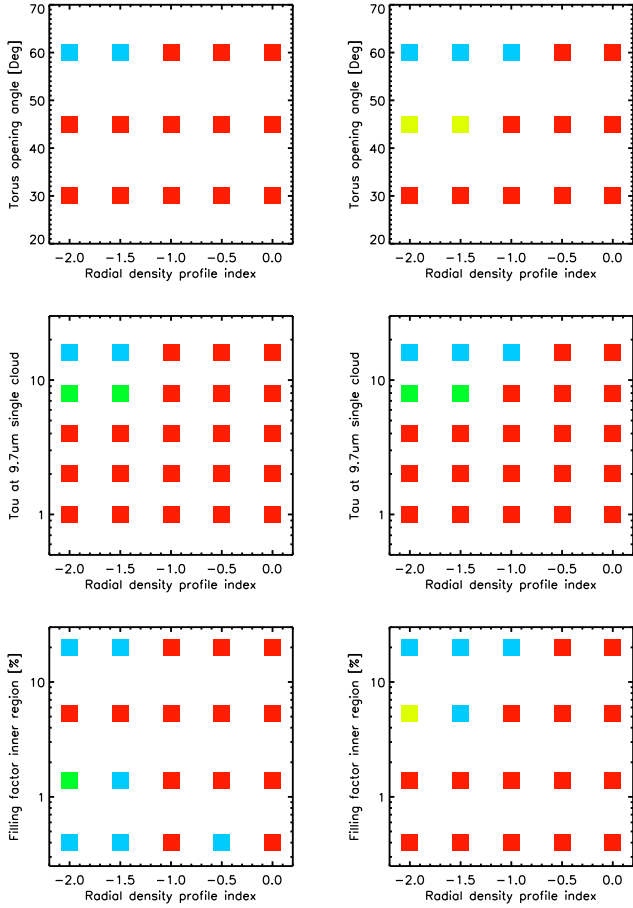 70
60
50
40
30
20
Torus opening angle [Deg]
-2.0 -1.5 -1.0 -0.5 0.0
Radial density profile index
70
60
50
40
30
20
Torus opening angle [Deg]
-2.0 -1.5 -1.0 -0.5 0.0
Radial density profile index
10
1
Tau at 9.7um single cloud
-2.0 -1.5 -1.0 -0.5 0.0
Radial density profile index
10
1
Tau at 9.7um single cloud
-2.0 -1.5 -1.0 -0.5 0.0
Radial density profile index
10
1
Filling factor inner region [%]
-2.0 -1.5 -1.0 -0.5 0.0
Radial density profile index
10
1
Filling factor inner region [%]
-2.0 -1.5 -1.0 -0.5 0.0
Radial density profile index